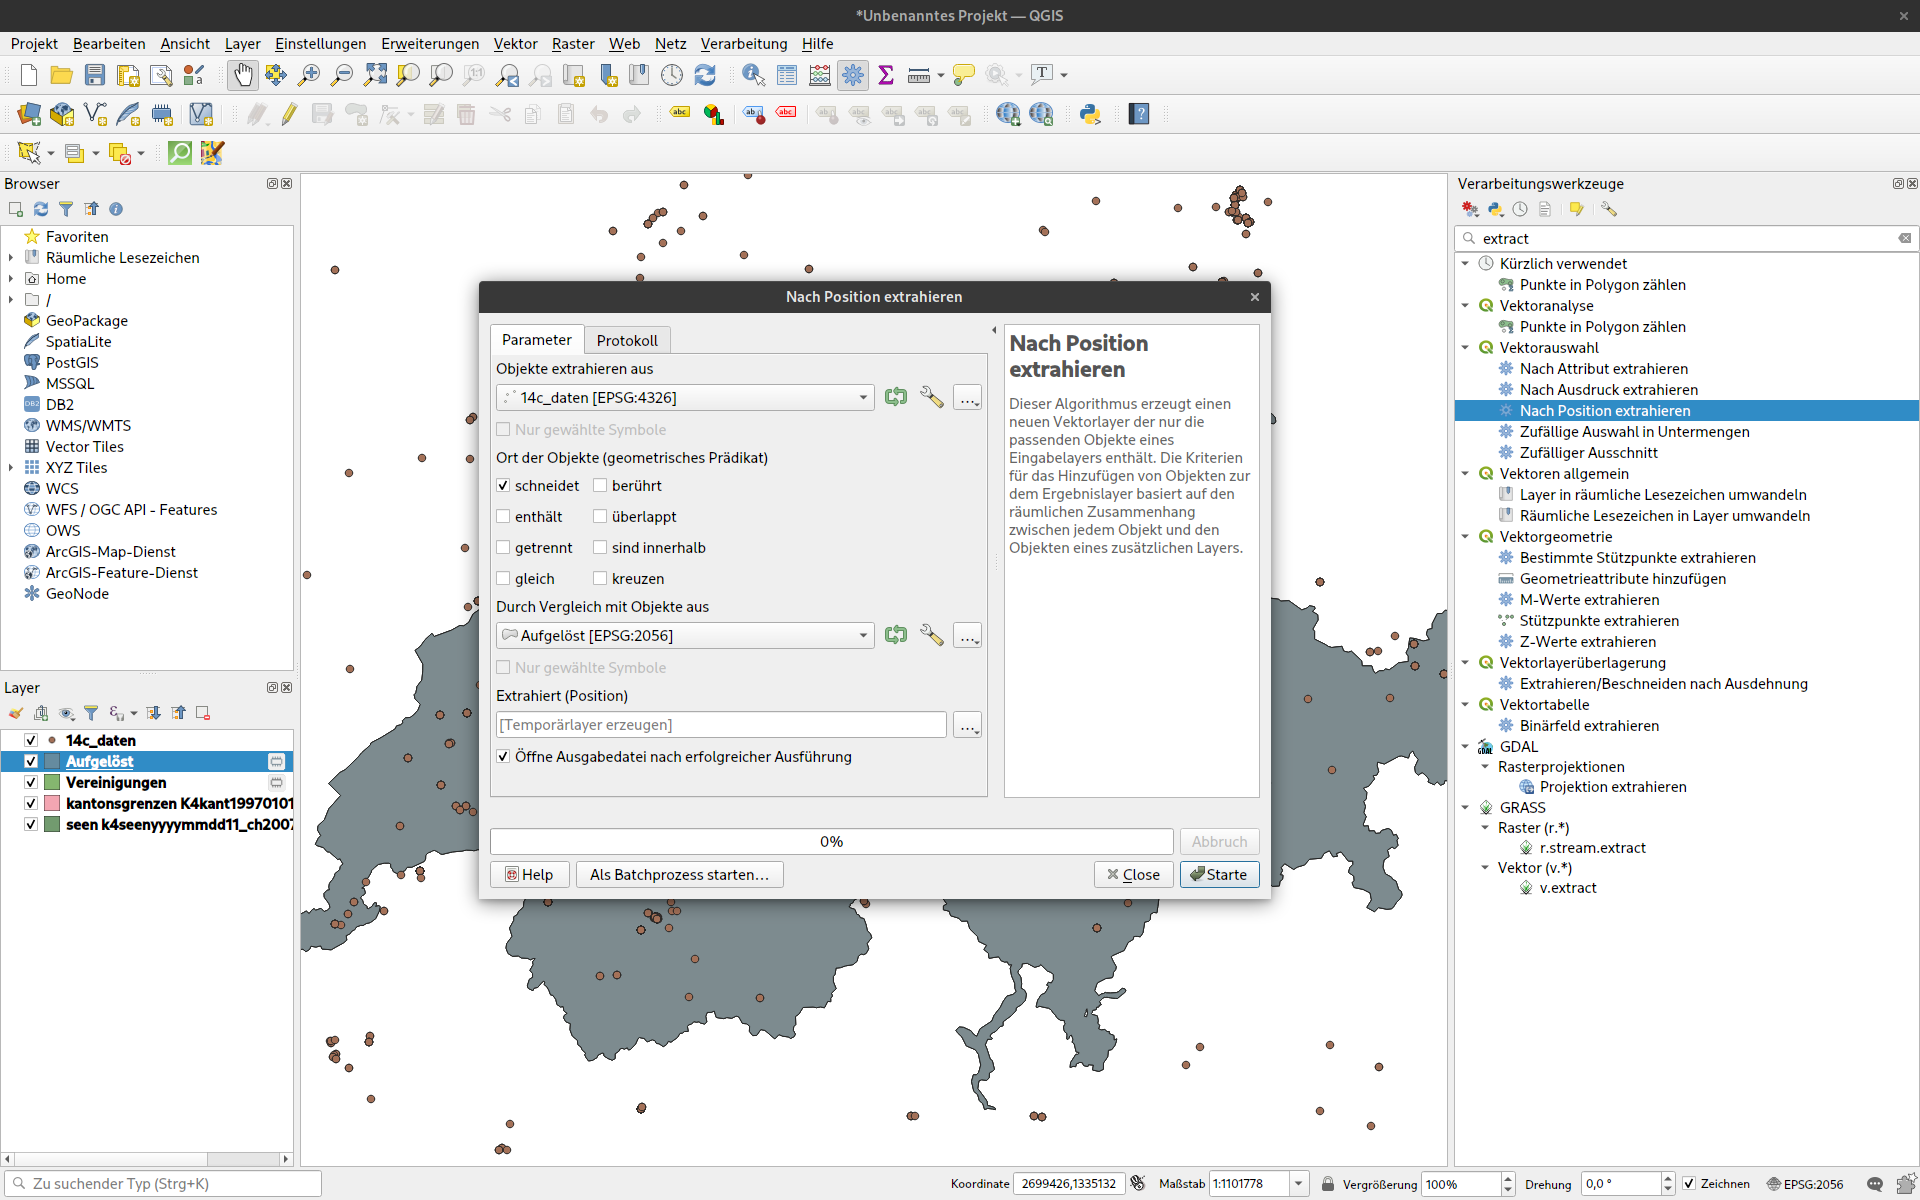 *Unbenanntes Projekt — QGIS
Projekt Bearbeiten Ansicht Layer Einstellungen Erweiterungen Vektor Raster Web Netz Verarbeitung Hilfe
Browser
Favoriten
Räumliche Lesezeichen
Home
/
GeoPackage
SpatiaLite
PostGIS
MSSQL
DB2
WMS/WMTS
Vector Tiles
XYZ Tiles
WCS
WFS / OGC API - Features
OWS
ArcGIS-Map-Dienst
ArcGIS-Feature-Dienst
GeoNode
Layer
14c_daten
Aufgelöst
Vereinigungen
kantonsgrenzen K4kant19970101
seen k4seenyyyymmdd11_ch2007
Nach Position extrahieren
Parameter Protokoll
Objekte extrahieren aus
14c_daten [EPSG:4326]
Nur gewählte Symbole
Ort der Objekte (geometrisches Prädikat)
schneidet berührt
enthält überlappt
getrennt sind innerhalb
gleich kreuzen
Durch Vergleich mit Objekte aus
Aufgelöst [EPSG:2056]
Nur gewählte Symbole
Extrahiert (Position)
[Temporärlayer erzeugen]
Öffne Ausgabedatei nach erfolgreicher Ausführung
Nach Position
extrahieren
Dieser Algorithmus erzeugt einen
neuen Vektorlayer der nur die
passenden Objekte eines
Eingabelayers enthält. Die Kriterien
für das Hinzufügen von Objekten zur
dem Ergebnislayer basiert auf den
räumlichen Zusammenhang
zwischen jedem Objekt und den
Objekten eines zusätzlichen Layers.
0%
Abbruch
Help Als Batchprozess starten... Close Starte
Verarbeitungswerkzeuge
extract
Kürzlich verwendet
Punkte in Polygon zählen
Vektoranalyse
Punkte in Polygon zählen
Vektorauswahl
Nach Attribut extrahieren
Nach Ausdruck extrahieren
Nach Position extrahieren
Zufällige Auswahl in Untermengen
Zufälliger Ausschnitt
Vektoren allgemein
Layer in räumliche Lesezeichen umwandeln
Räumliche Lesezeichen in Layer umwandeln
Vektorgeometrie
Bestimmte Stützpunkte extrahieren
Geometrieattribute hinzufügen
M-Werte extrahieren
Stützpunkte extrahieren
Z-Werte extrahieren
Vektorlayerüberlagerung
Extrahieren/Beschneiden nach Ausdehnung
Vektortabelle
Binärfeld extrahieren
GDAL
Rasterprojektionen
Projektion extrahieren
GRASS
Raster (r.*)
r.stream.extract
Vektor (v.*)
v.extract
Zu suchender Typ (Strg+K)
Koordinate 2699426,1335132 Maßstab 1:1101778 Vergrößerung 100% Drehung 0,0 ° Zeichnen EPSG:2056